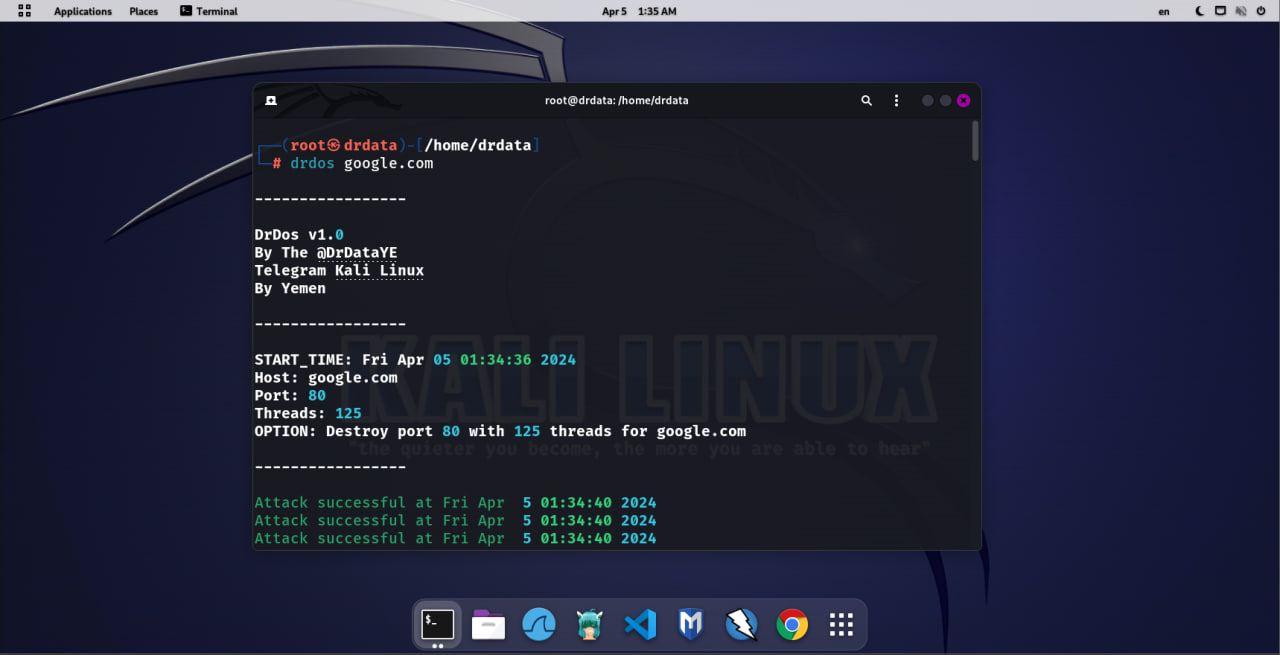 Applications Places Terminal Apr 5 1:35 AM en
root@drdata: /home/drdata
(root㉿drdata)-[/home/drdata]
# drdos google.com
-----------------
DrDos v1.0
By The @DrDataYE
Telegram Kali Linux
By Yemen
-----------------
START_TIME: Fri Apr 05 01:34:36 2024
Host: google.com
Port: 80
Threads: 125
OPTION: Destroy port 80 with 125 threads for google.com
KALI LINUX
"the quieter you become, the more you are able to hear"
-----------------
Attack successful at Fri Apr  5 01:34:40 2024
Attack successful at Fri Apr  5 01:34:40 2024
Attack successful at Fri Apr  5 01:34:40 2024
$_